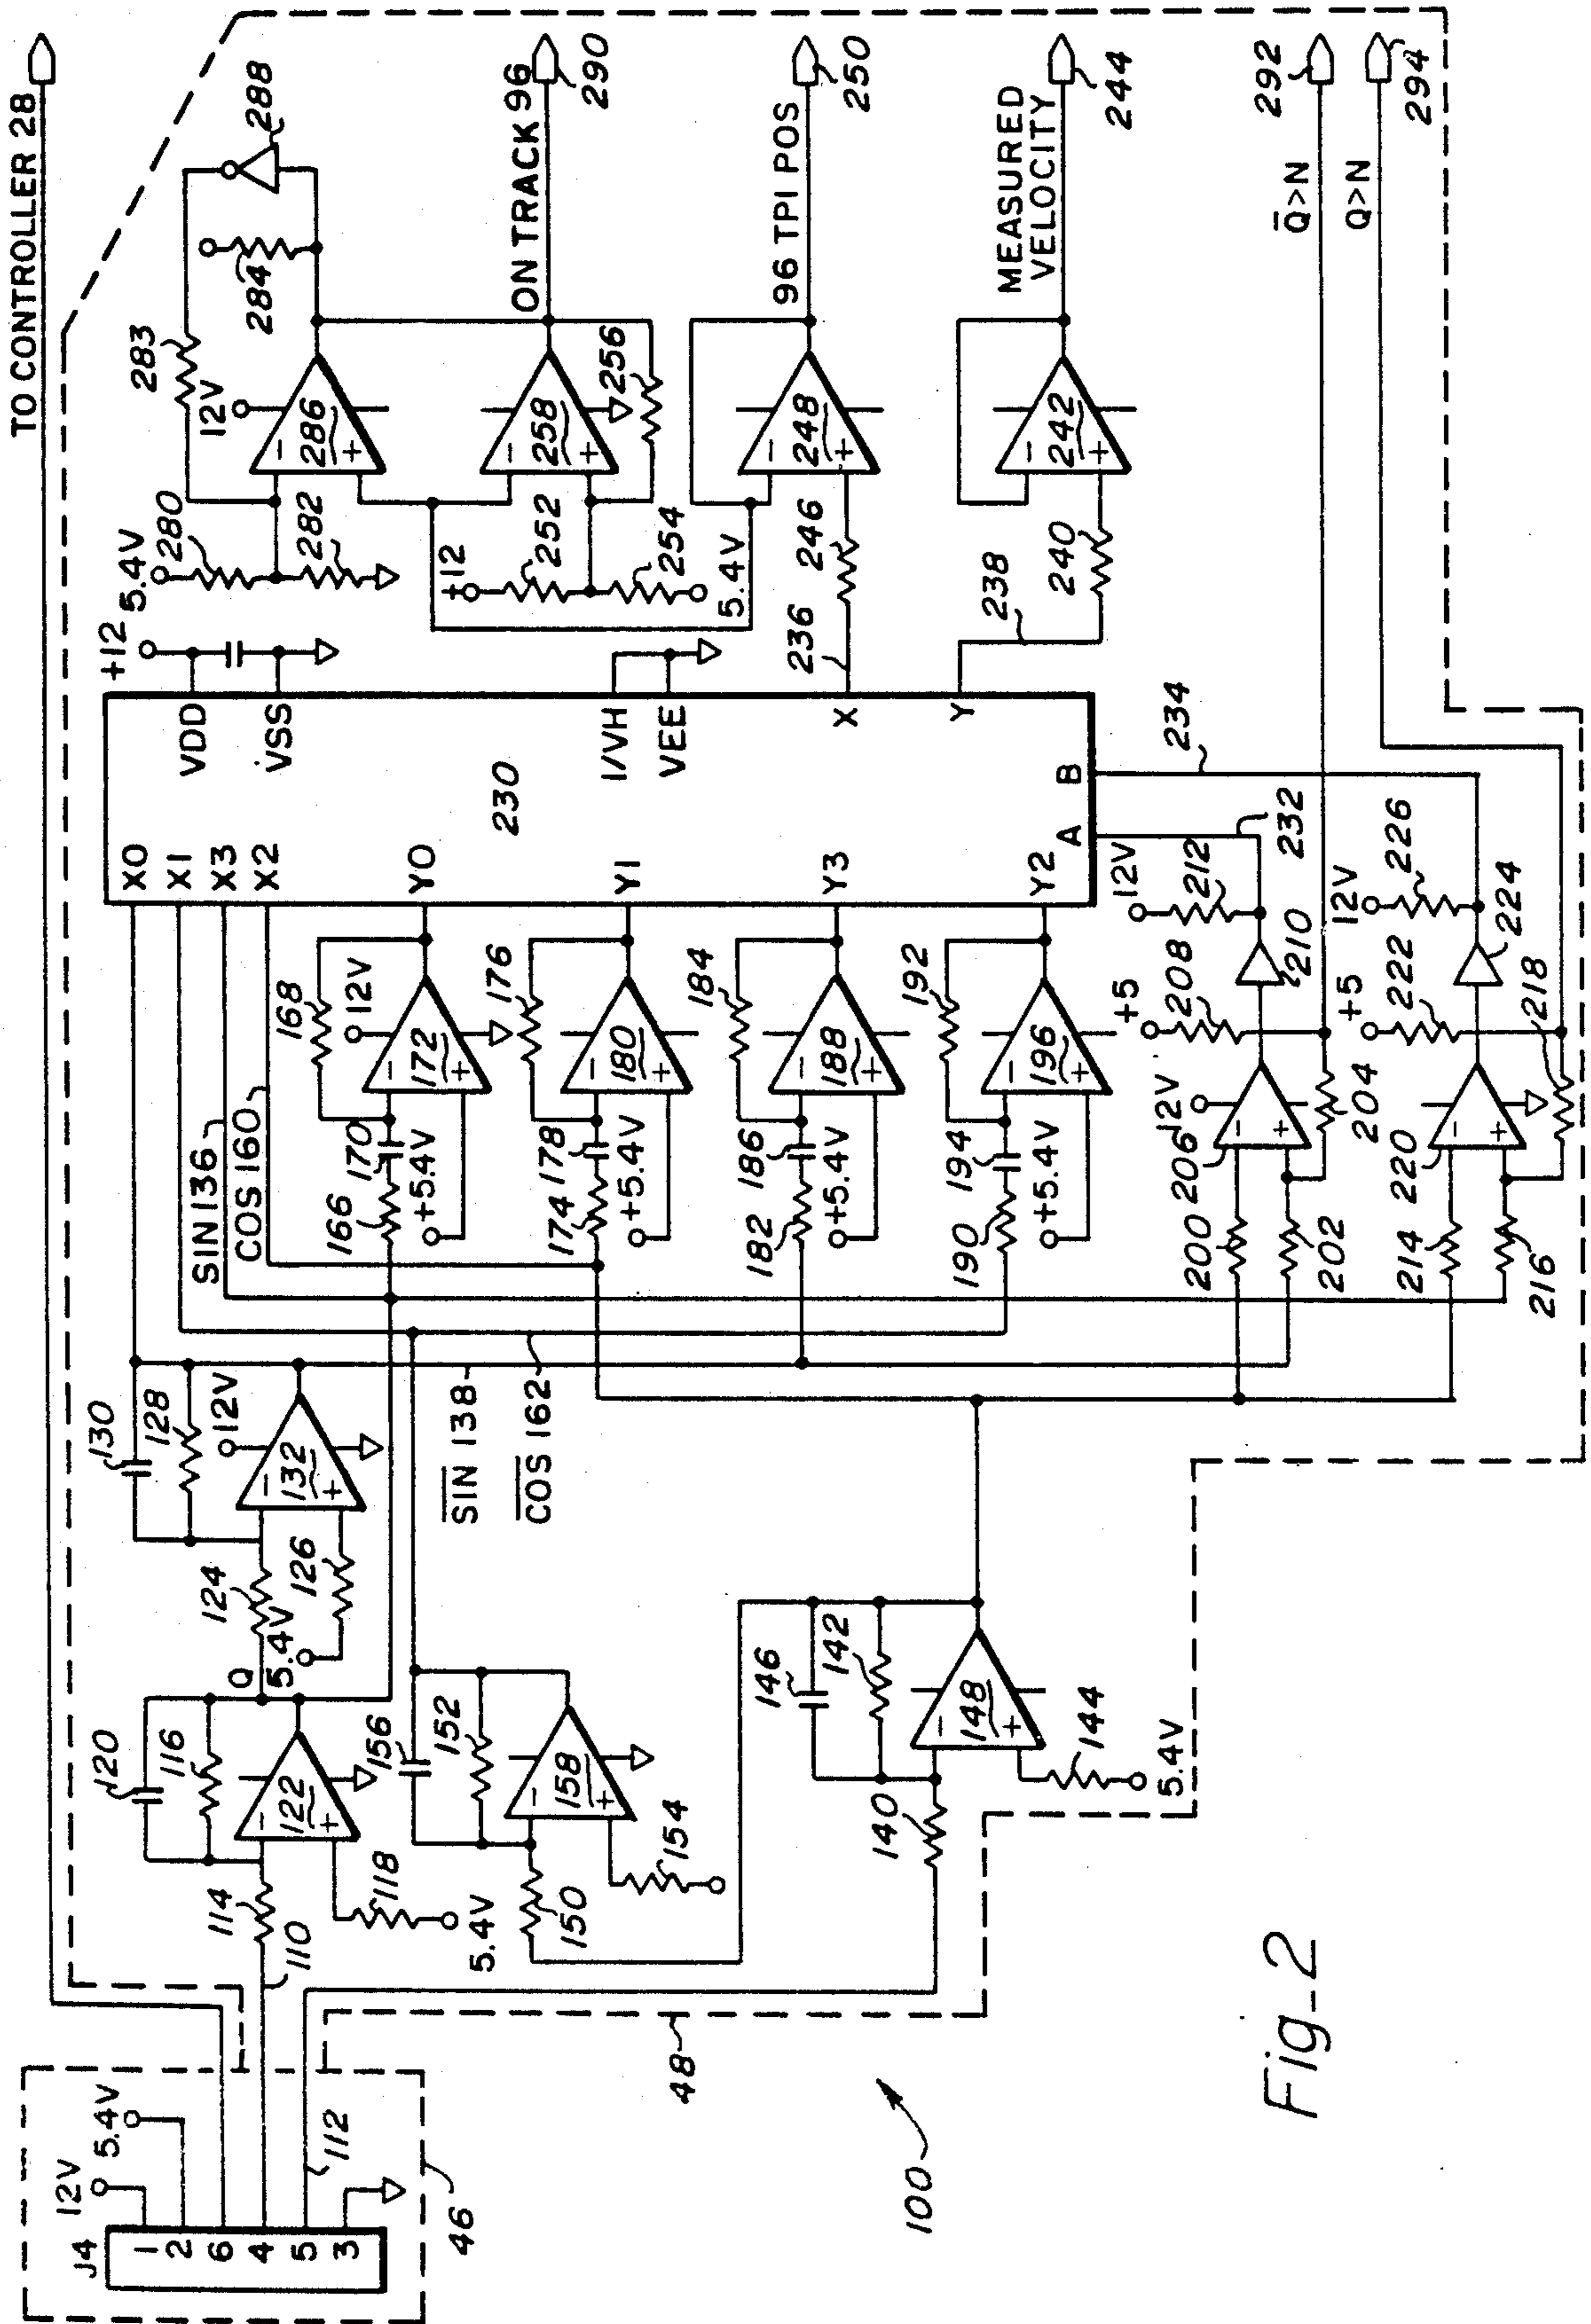 TO CONTROLLER 28
J4
1
2
6
4
5
3
12V
5.4V
46
112
110
114
116
120
118
5.4V
122
- +
Q
124
5.4V
126
128
130
12V
132
- +
150
152
154
156
158
- +
140
142
144
146
5.4V
148
- +
48
100
SIN 138
COS 162
SIN 136
COS 160
166
170
168
12V
172
- +
+5.4V
174
178
176
180
- +
+5.4V
182
186
184
188
- +
+5.4V
190
194
192
196
- +
+5.4V
200
202
204
206
12V
- +
+5
208
210
12V
212
214
216
218
220
- +
+5
222
224
12V
226
232
234
X0
X1
X3
X2
Y0
Y1
Y3
Y2
230
A
B
VDD
VSS
1/VH
VEE
X
Y
+12
236
238
240
242
- +
244
MEASURED
VELOCITY
246
248
- +
250
96 TPI POS
+12
252
254
5.4V
256
258
- +
ON TRACK 96
290
5.4V
280
282
283
12V
284
286
- +
288
Q̅>N
292
Q>N
294
Fig_2